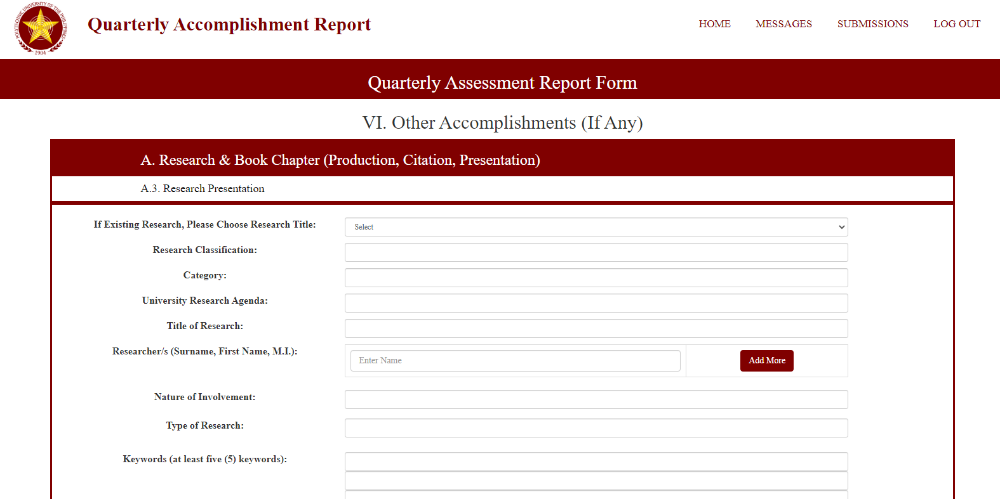 POLYTECHNIC UNIVERSITY OF THE PHILIPPINES
1904
Quarterly Accomplishment Report
HOME MESSAGES SUBMISSIONS LOG OUT
Quarterly Assessment Report Form
VI. Other Accomplishments (If Any)
A. Research & Book Chapter (Production, Citation, Presentation)
A.3. Research Presentation
If Existing Research, Please Choose Research Title: Select
Research Classification:
Category:
University Research Agenda:
Title of Research:
Researcher/s (Surname, First Name, M.I.): Enter Name Add More
Nature of Involvement:
Type of Research:
Keywords (at least five (5) keywords):